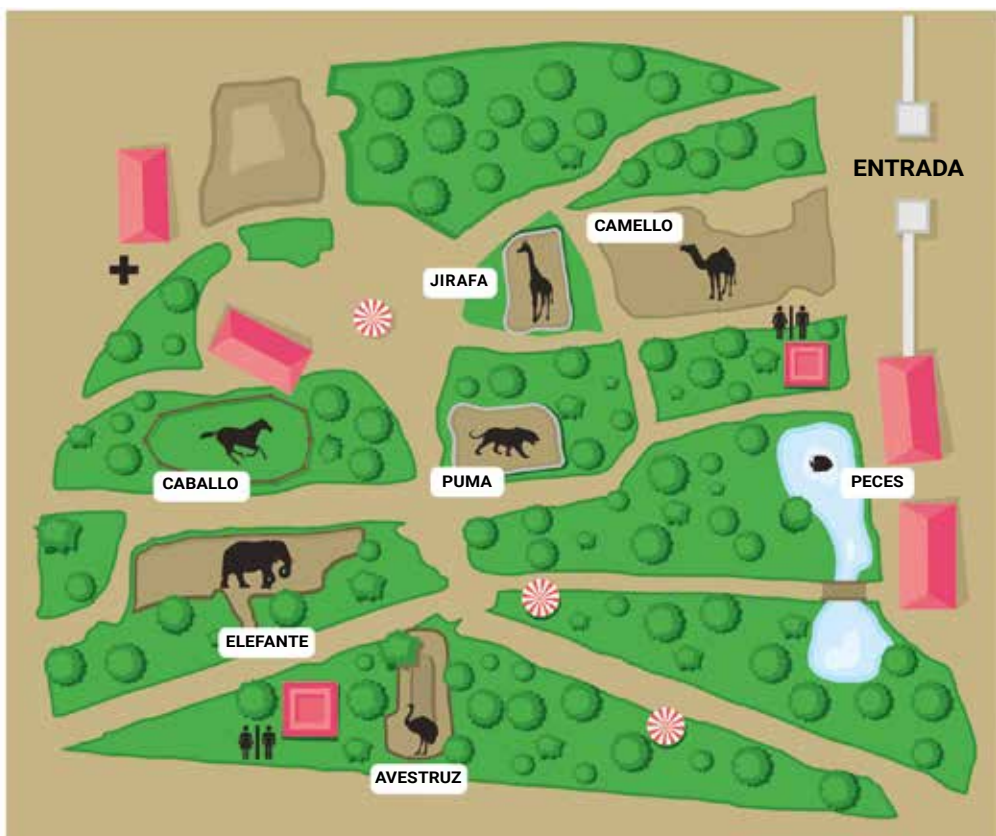 ENTRADA
CAMELLO
JIRAFA
CABALLO
PUMA
PECES
ELEFANTE
AVESTRUZ